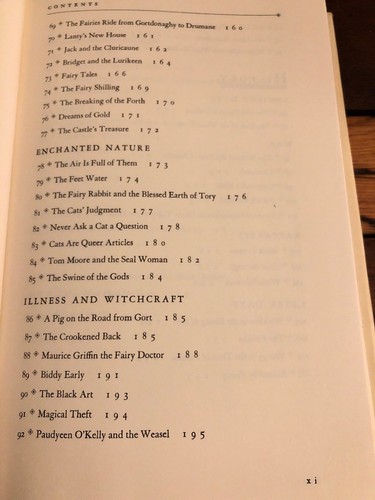 CONTENTS
69 * The Fairies Ride from Gortdonaghy to Drumane 160
70 * Lanty's New House 161
71 * Jack and the Cluricaune 162
72 * Bridget and the Lurikeen 164
73 * Fairy Tales 166
74 * The Fairy Shilling 169
75 * The Breaking of the Forth 170
76 * Dreams of Gold 171
77 * The Castle's Treasure 172
ENCHANTED NATURE
78 * The Air Is Full of Them 173
79 * The Feet Water 174
80 * The Fairy Rabbit and the Blessed Earth of Tory 176
81 * The Cats' Judgment 177
82 * Never Ask a Cat a Question 178
83 * Cats Are Queer Articles 180
84 * Tom Moore and the Seal Woman 182
85 * The Swine of the Gods 184
ILLNESS AND WITCHCRAFT
86 * A Pig on the Road from Gort 185
87 * The Crookened Back 185
88 * Maurice Griffin the Fairy Doctor 188
89 * Biddy Early 191
90 * The Black Art 193
91 * Magical Theft 194
92 * Paudyeen O'Kelly and the Weasel 195
xi